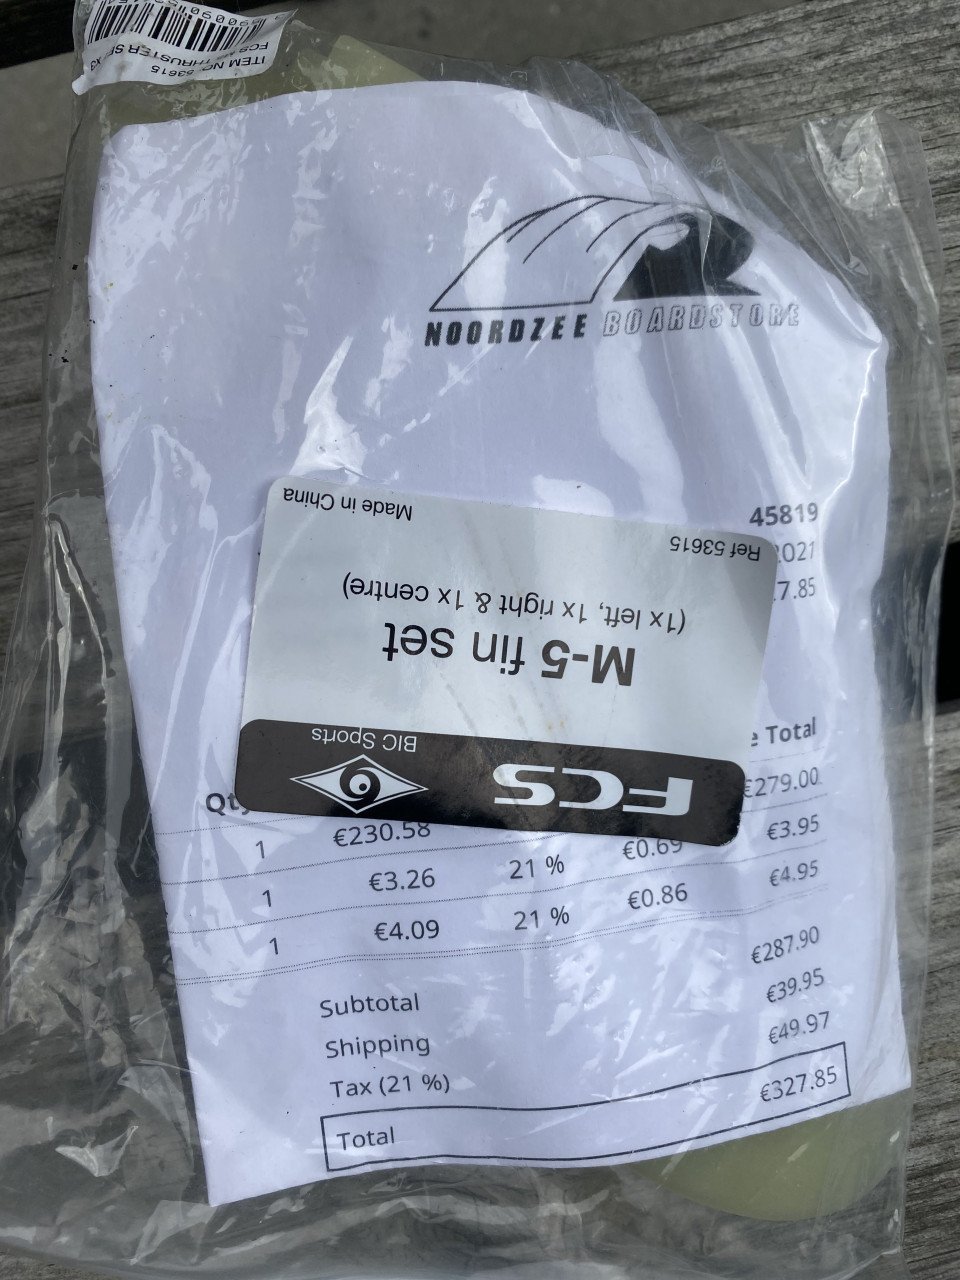 ITEM NO. 53615
NOORDZEE BOARDSTORE
45819
2021
7.85
Made in China
Ref 53615
(1x left, 1x right & 1x centre)
M-5 fin set
BIC Sports
FCS
Total
€279.00
1 €230.58 €0.69 €3.95
1 €3.26 21 % €0.86 €4.95
1 €4.09 21 %
Subtotal €287.90
Shipping €39.95
Tax (21 %) €49.97
Total €327.85